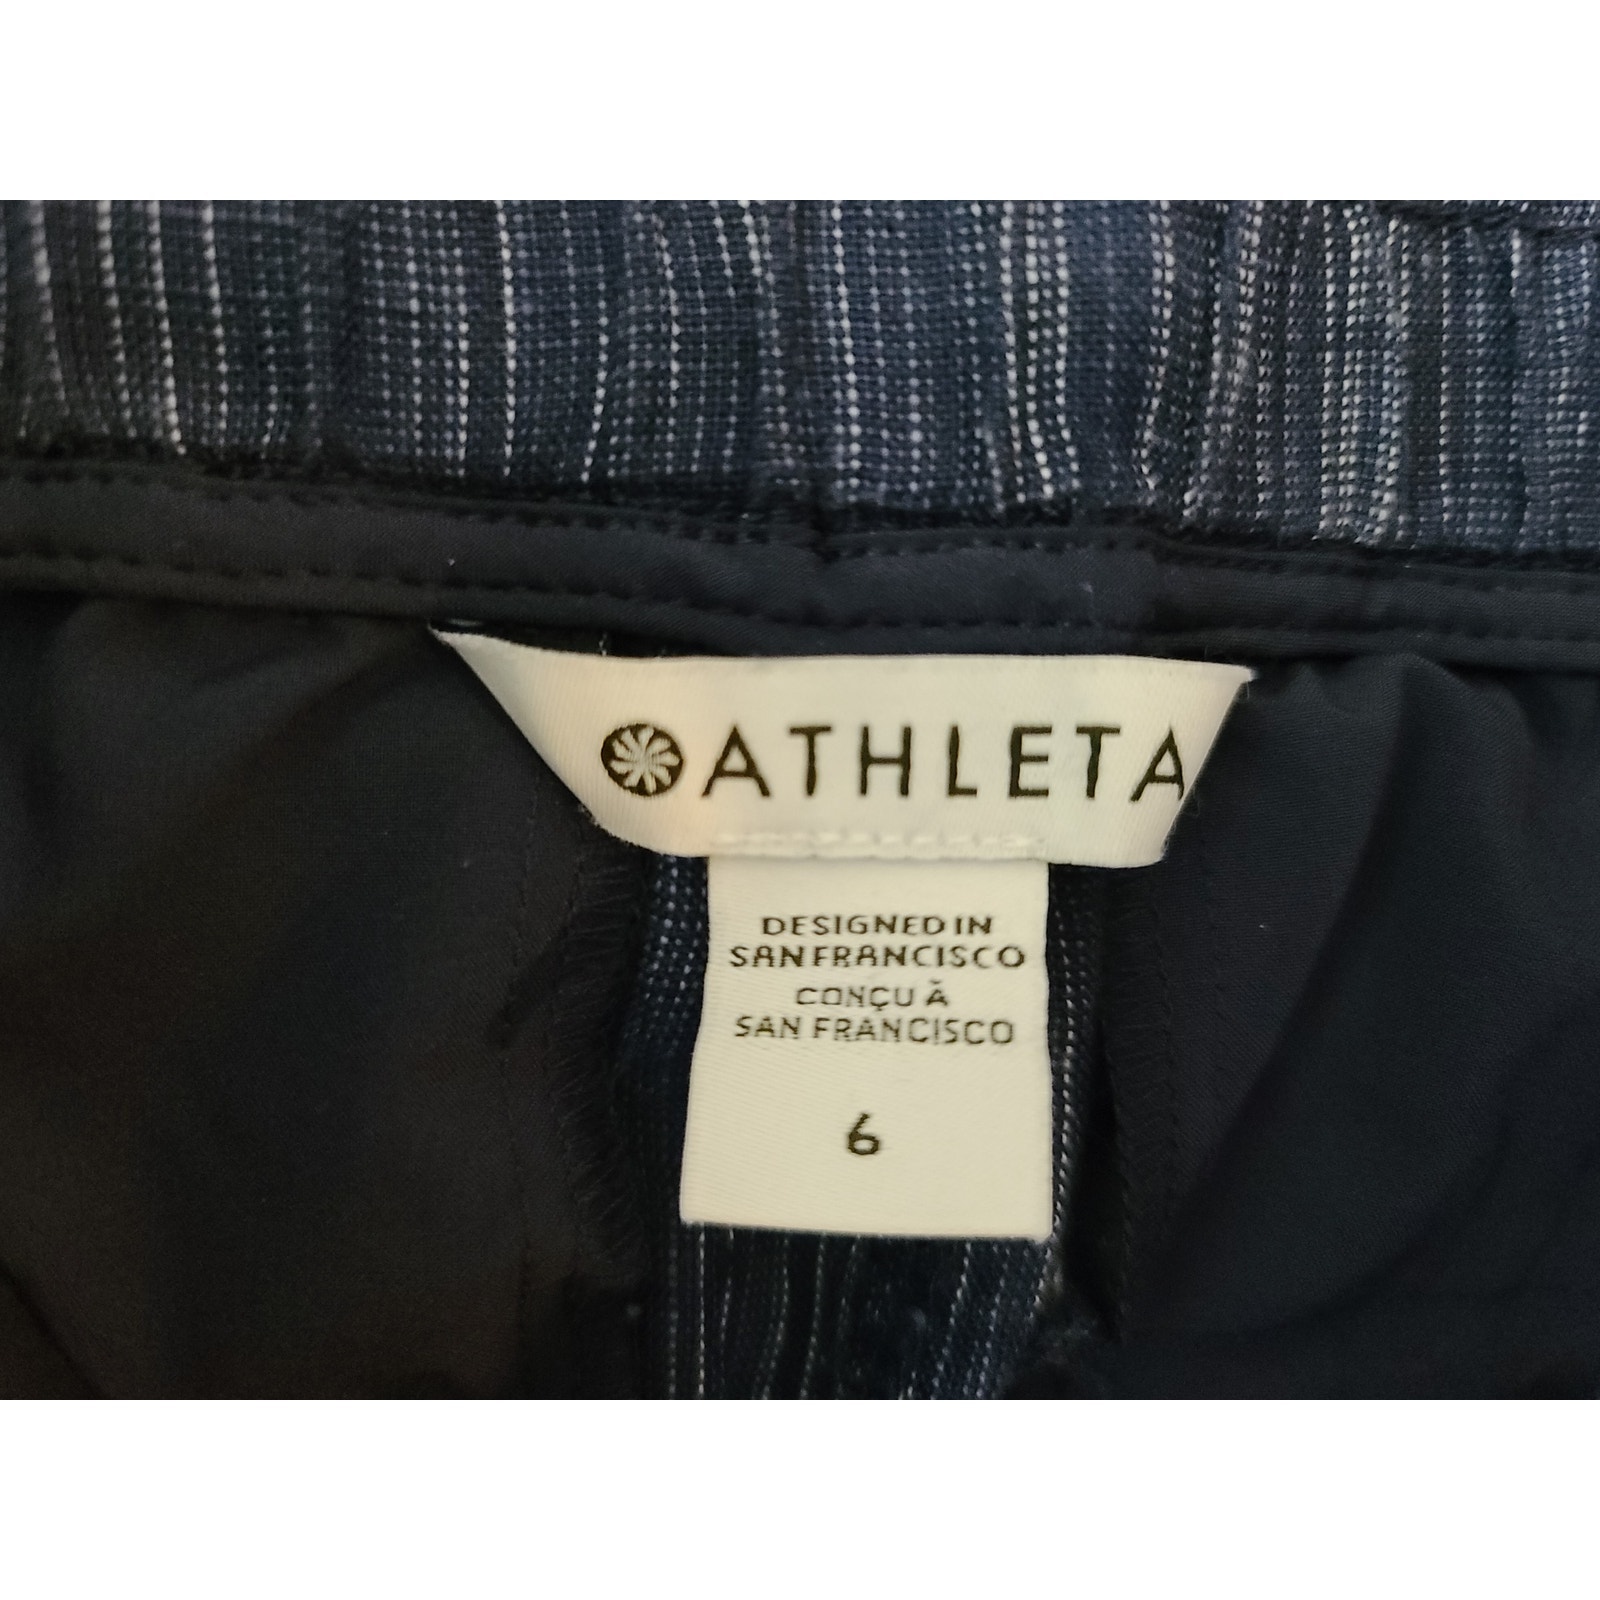 ATHLETA
DESIGNED IN
SAN FRANCISCO
CONÇU À
SAN FRANCISCO
6